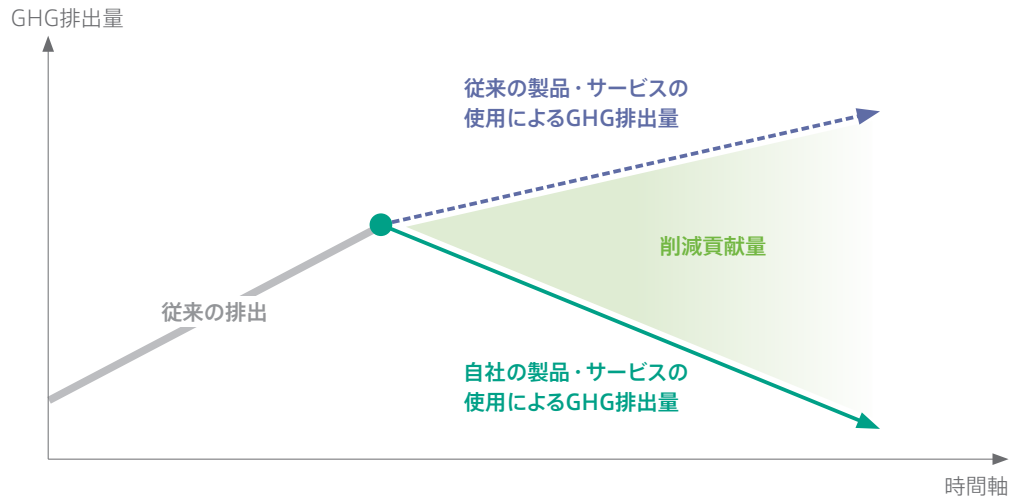 GHG排出量
従来の製品・サービスの
使用によるGHG排出量
削減貢献量
従来の排出
自社の製品・サービスの
使用によるGHG排出量
時間軸